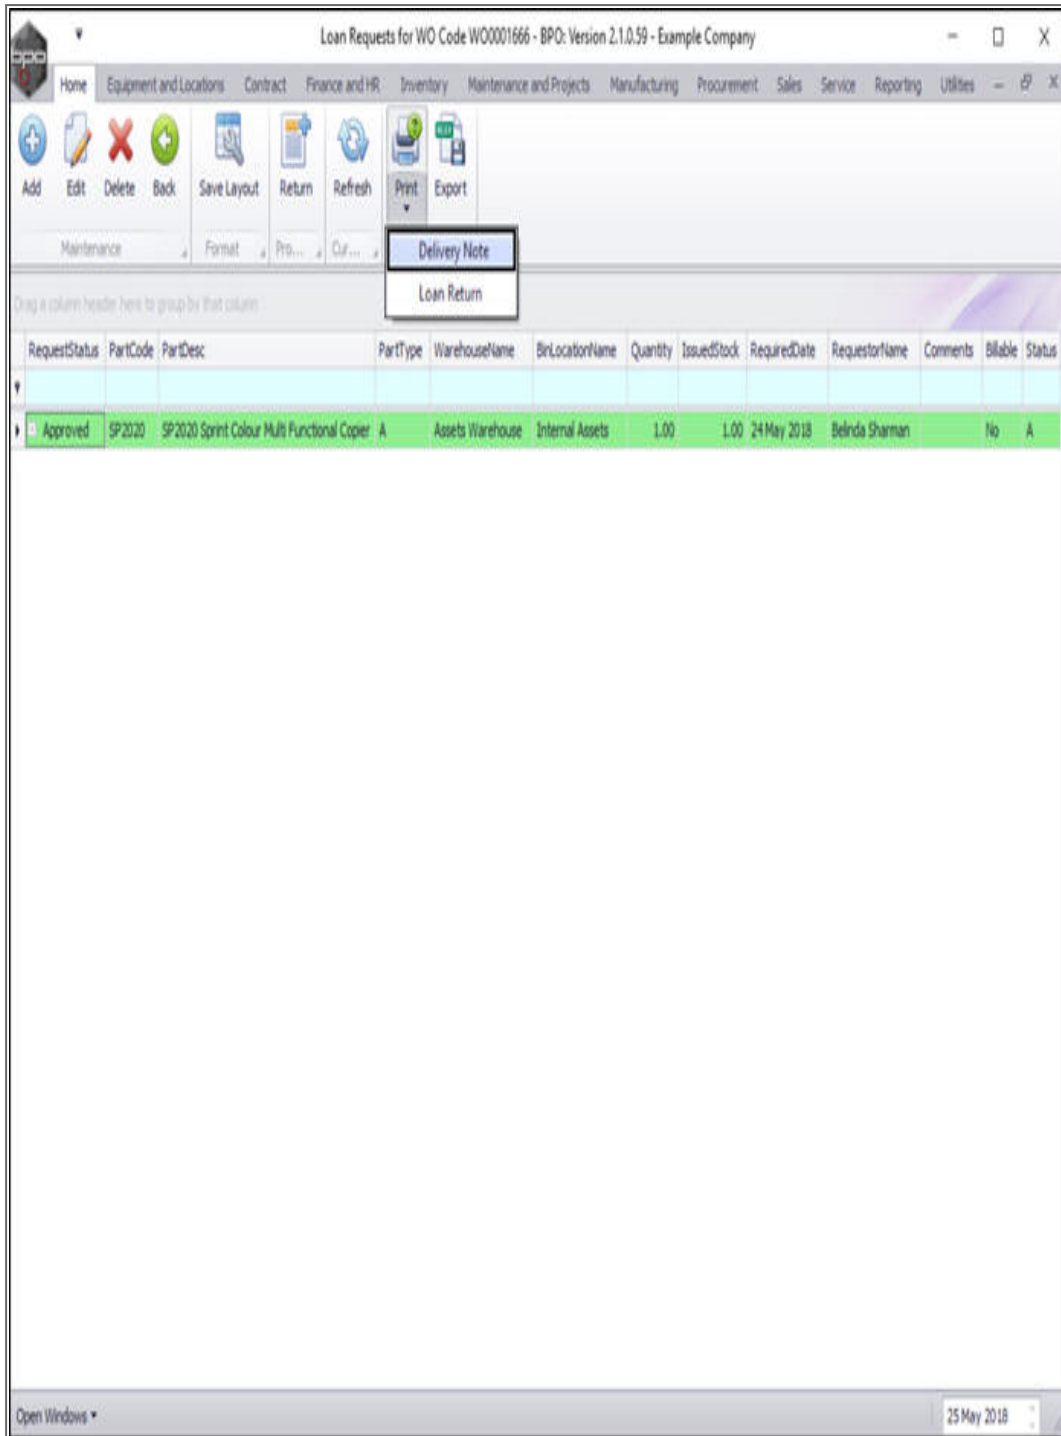 Loan Requests for WO Code WO0001666 - BPO: Version 2.1.0.59 - Example Company
bpo
Home Equipment and Locations Contract Finance and HR Inventory Maintenance and Projects Manufacturing Procurement Sales Service Reporting Utilities
Add Edit Delete Back Save Layout Return Refresh Print Export
Maintenance Format Pro... Cur...
Delivery Note
Loan Return
Drag a column header here to group by that column
RequestStatus PartCode PartDesc PartType WarehouseName BinLocationName Quantity IssuedStock RequiredDate RequestorName Comments Billable Status
Approved SP2020 SP2020 Sprint Colour Multi Functional Copier A Assets Warehouse Internal Assets 1.00 1.00 24 May 2018 Belinda Sharman No A
Open Windows 25 May 2018